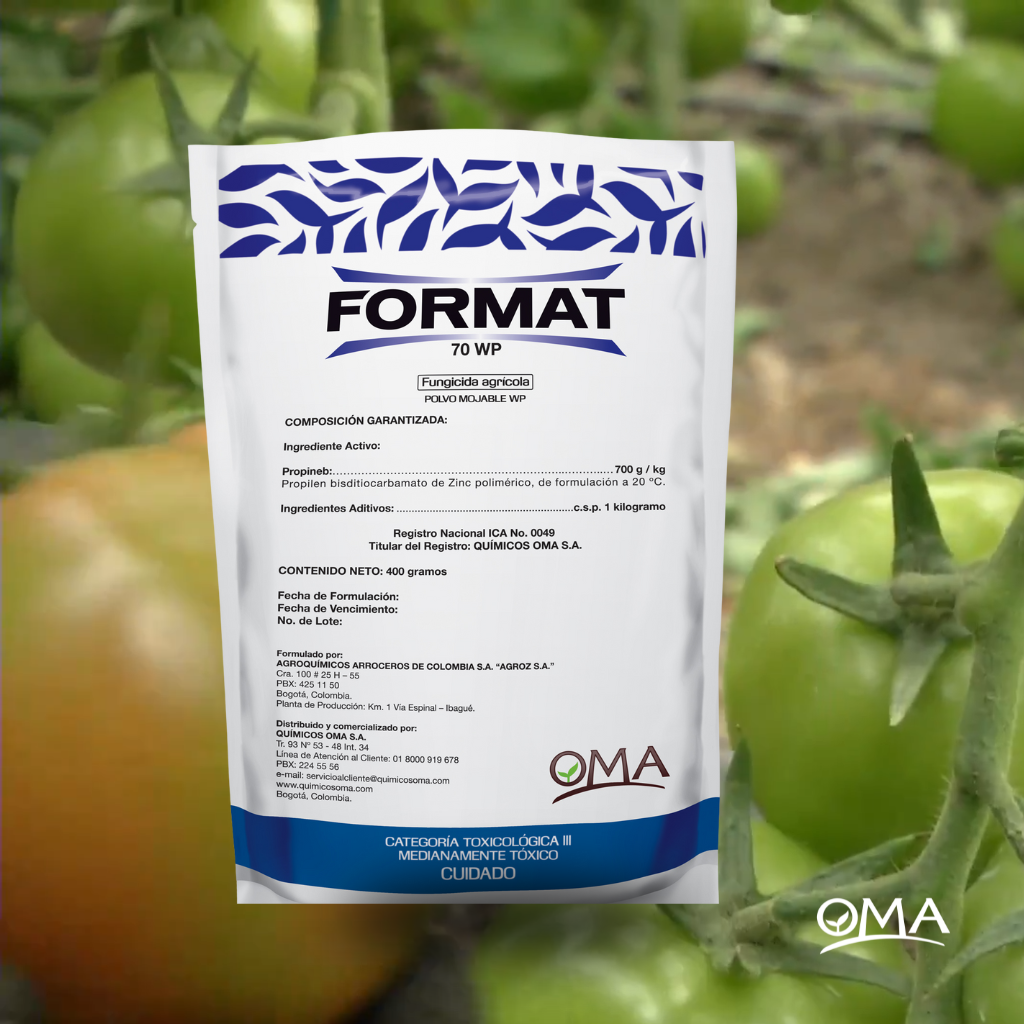 FORMAT
70 WP
Fungicida agrícola
POLVO MOJABLE WP
COMPOSICIÓN GARANTIZADA:
Ingrediente Activo:
Propineb:..........................................................................700 g / kg
Propilen bisditiocarbamato de Zinc polimérico, de formulación a 20 ºC.
Ingredientes Aditivos: ..........................................................c.s.p. 1 kilogramo
Registro Nacional ICA No. 0049
Titular del Registro: QUÍMICOS OMA S.A.
CONTENIDO NETO: 400 gramos
Fecha de Formulación:
Fecha de Vencimiento:
No. de Lote:
Formulado por:
AGROQUÍMICOS ARROCEROS DE COLOMBIA S.A. “AGROZ S.A.”
Cra. 100 # 25 H – 55
PBX: 425 11 50
Bogotá, Colombia.
Planta de Producción: Km. 1 Vía Espinal – Ibagué.
Distribuido y comercializado por:
QUÍMICOS OMA S.A.
Tr. 93 Nº 53 - 48 Int. 34
Línea de Atención al Cliente: 01 8000 919 678
PBX: 224 55 56
e-mail: servicioalcliente@quimicosoma.com
www.quimicosoma.com
Bogotá, Colombia.
OMA
CATEGORÍA TOXICOLÓGICA III
MEDIANAMENTE TÓXICO
CUIDADO
OMA